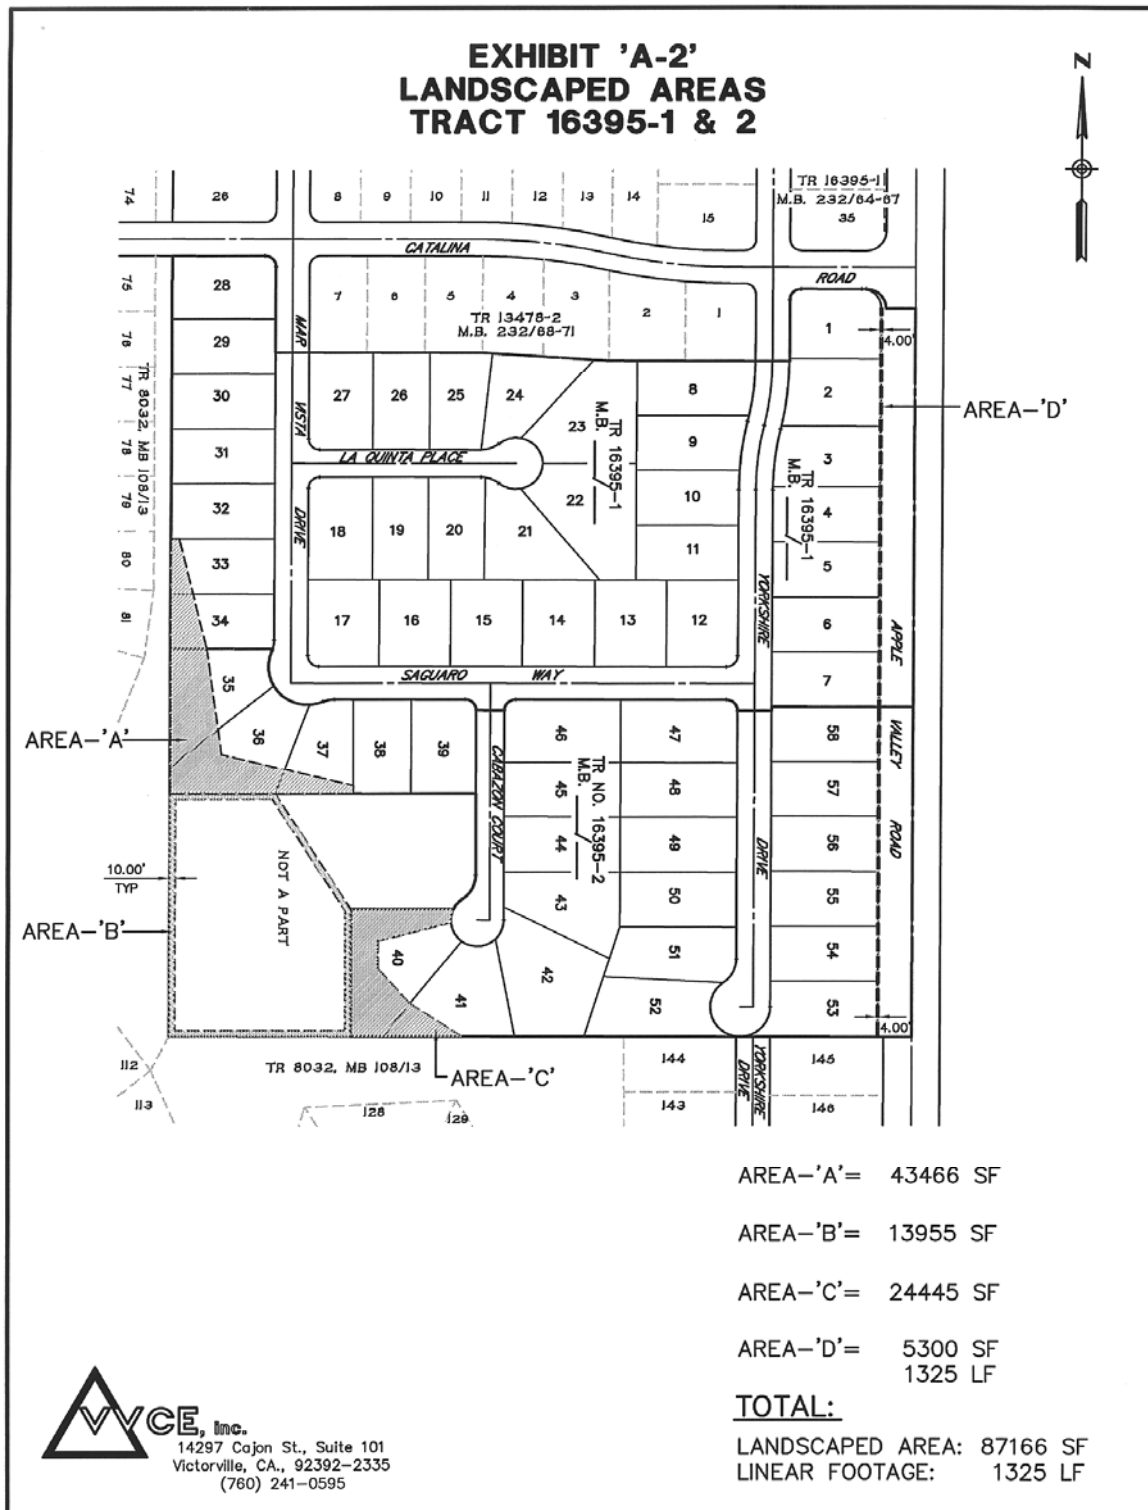 EXHIBIT 'A-2'
LANDSCAPED AREAS
TRACT 16395-1 & 2
N
TR 16395-1
M.B. 232/64-67
74
26
8
9
10
11
12
13
14
15
35
CATALINA
ROAD
75
28
7
6
5
4
3
2
1
TR 13478-2
M.B. 232/68-71
1
4.00'
76
29
MAR
VISTA
DRIVE
77
30
27
26
25
24
8
2
AREA-'D'
TR 8032, MB 108/13
78
31
23
TR 16395-1
M.B.
9
3
TR 16395-1
M.B.
LA QUINTA PLACE
79
32
18
19
20
21
22
10
4
80
33
11
5
81
34
17
16
15
14
13
12
YORKSHIRE
6
APPLE
SAGUARO WAY
35
7
AREA-'A'
36
37
38
39
CABAZON COURT
46
47
58
VALLEY
TR NO. 16395-2
M.B.
45
48
57
44
49
DRIVE
56
ROAD
10.00'
TYP
NOT A PART
43
50
55
AREA-'B'
40
42
51
54
41
52
53
4.00'
112
TR 8032, MB 108/13
AREA-'C'
144
YORKSHIRE
DRIVE
145
113
128
129
143
146
AREA-'A'= 43466 SF
AREA-'B'= 13955 SF
AREA-'C'= 24445 SF
AREA-'D'= 5300 SF
1325 LF
TOTAL:
LANDSCAPED AREA: 87166 SF
LINEAR FOOTAGE: 1325 LF
VVCE, inc.
14297 Cajon St., Suite 101
Victorville, CA., 92392-2335
(760) 241-0595